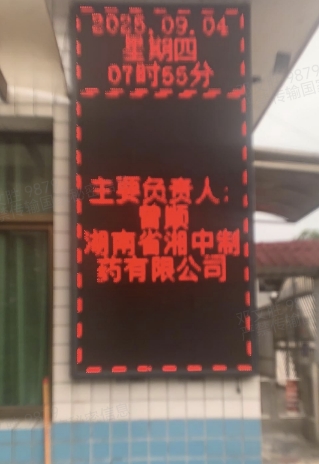 2025.09.04
星期四
07时55分
主要负责人:
曾顺
湖南省湘中制
药有限公司